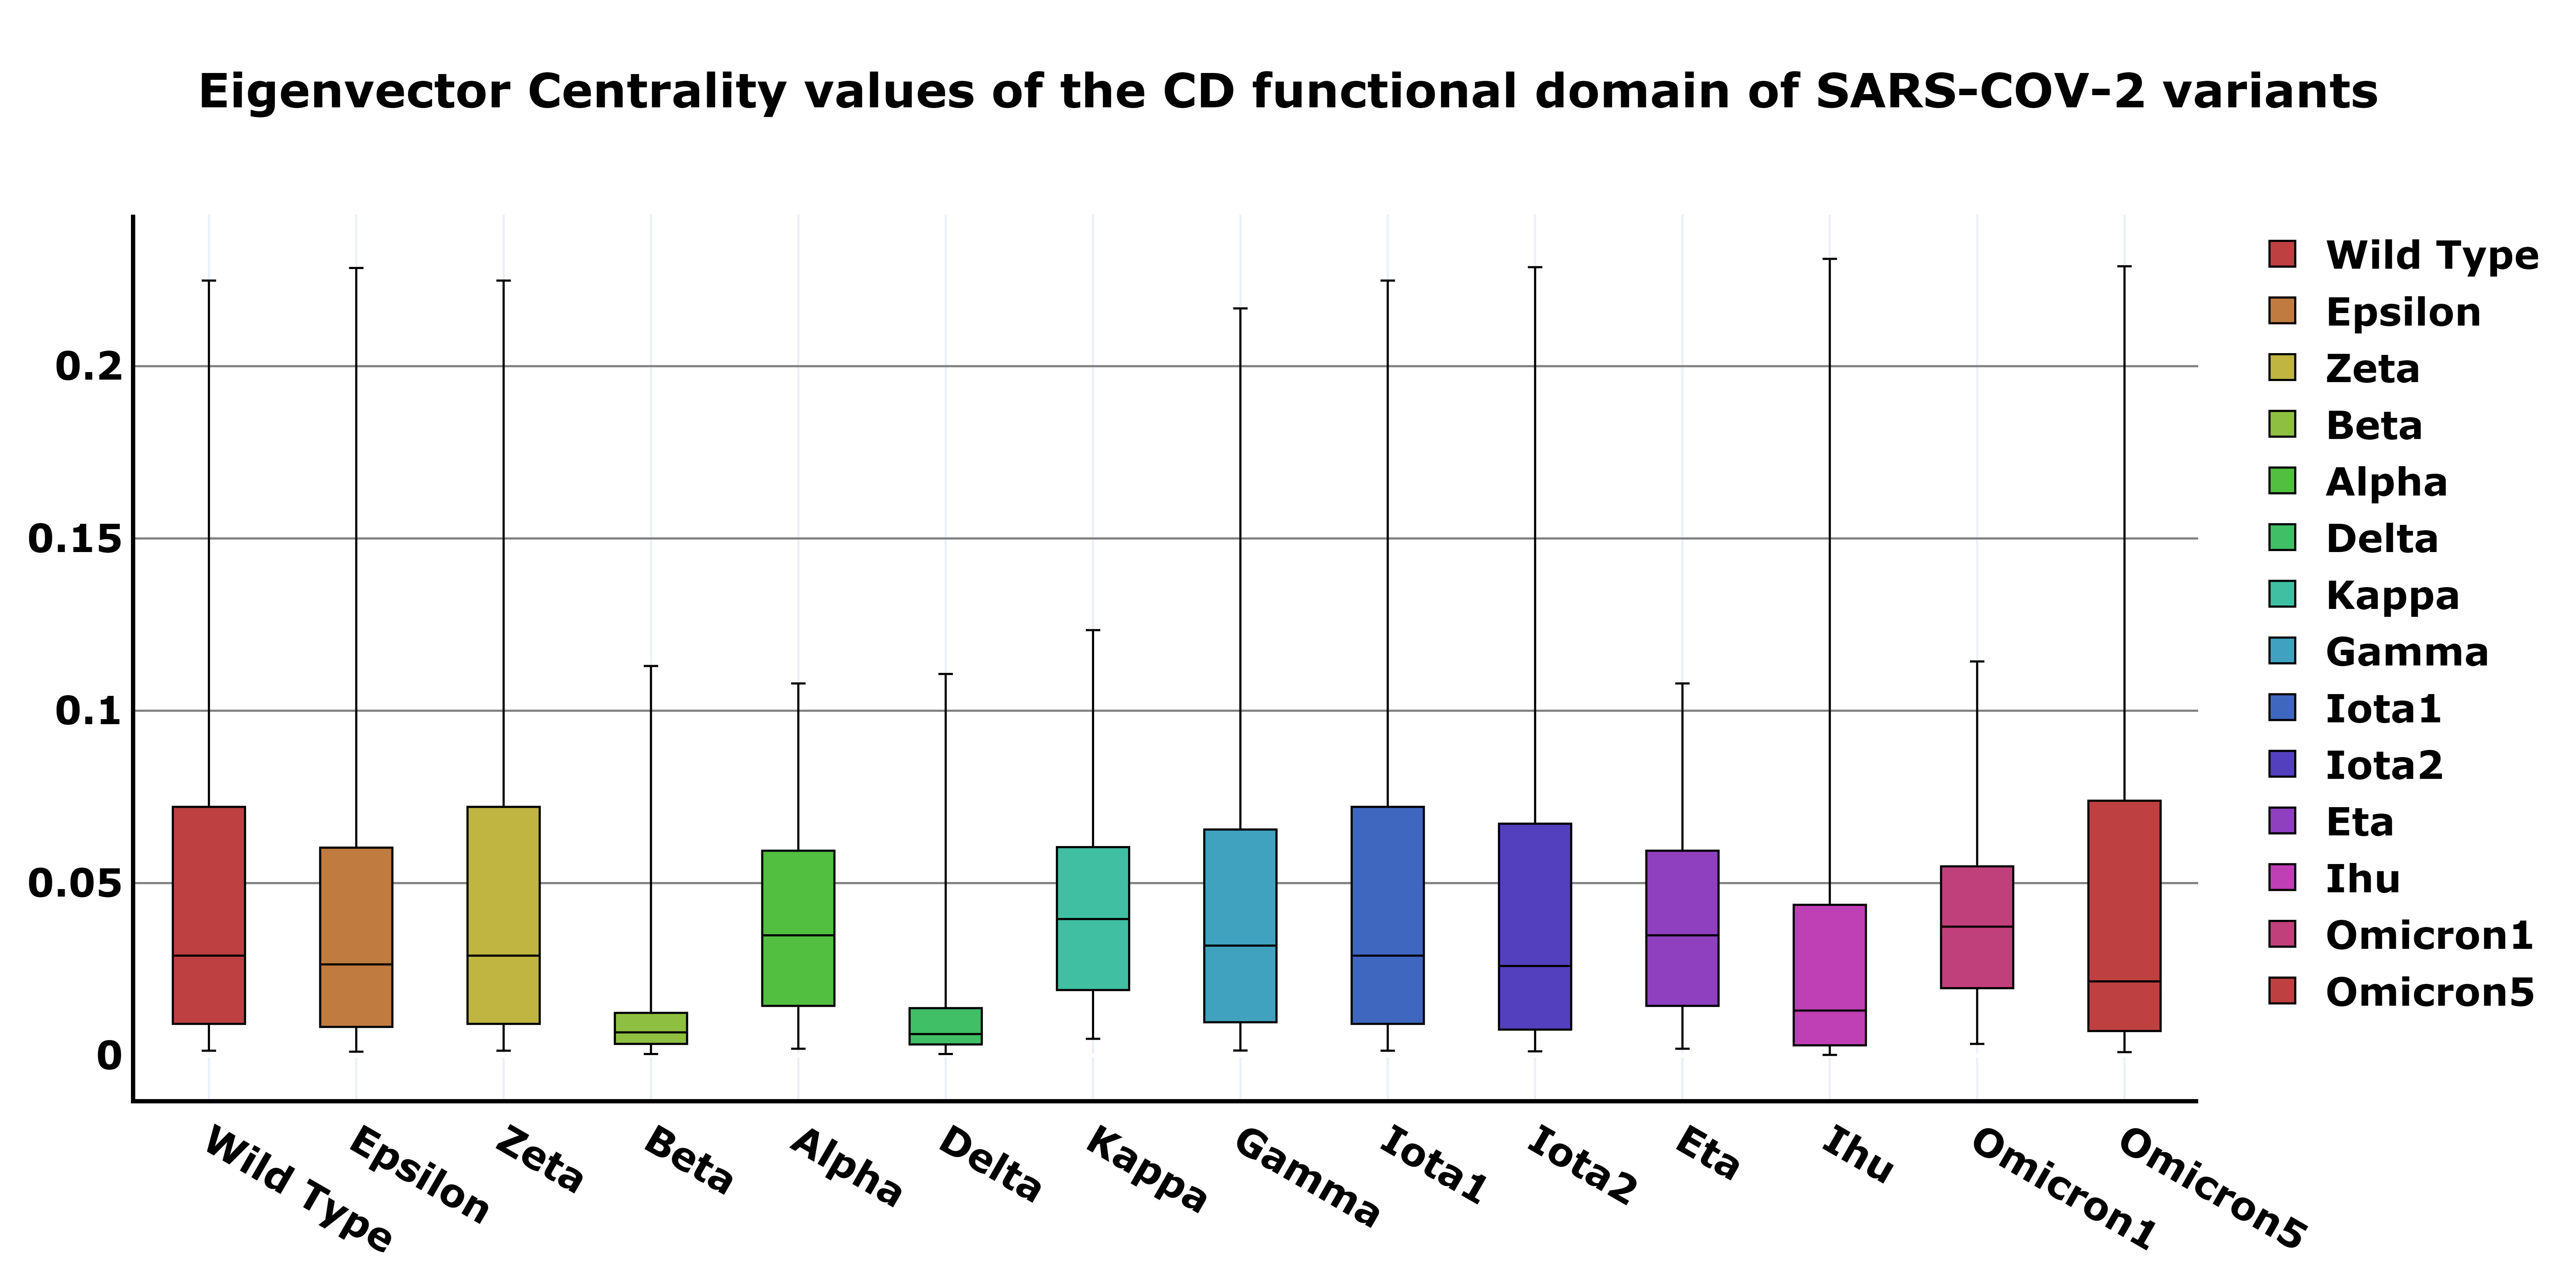 Eigenvector Centrality values of the CD functional domain of SARS-COV-2 variants
0.2
0.15
0.1
0.05
0
Wild Type
Epsilon
Zeta
Beta
Alpha
Delta
Kappa
Gamma
Iota1
Iota2
Eta
Ihu
Omicron1
Omicron5
Wild Type
Epsilon
Zeta
Beta
Alpha
Delta
Kappa
Gamma
Iota1
Iota2
Eta
Ihu
Omicron1
Omicron5